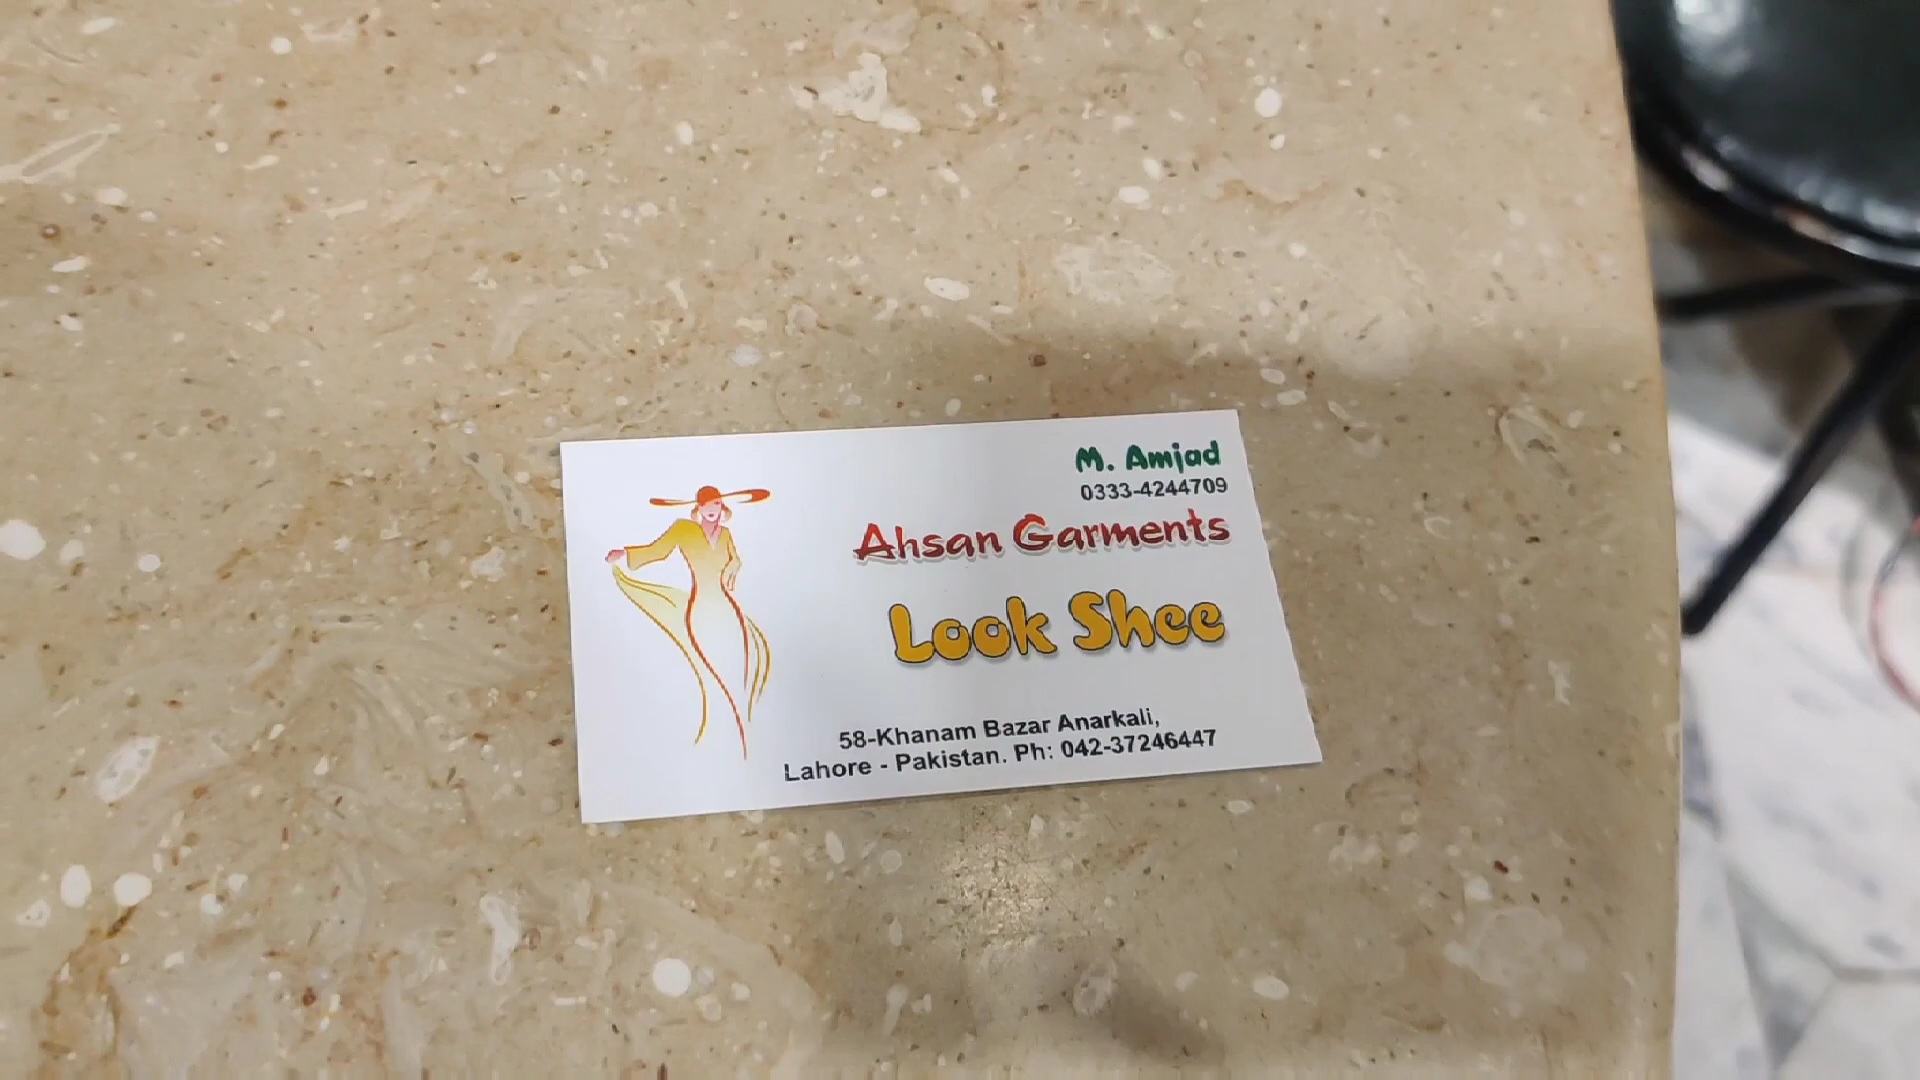 M. Amjad
0333-4244709
Ahsan Garments
Look Shee
58-Khanam Bazar Anarkali,
Lahore - Pakistan. Ph: 042-37246447